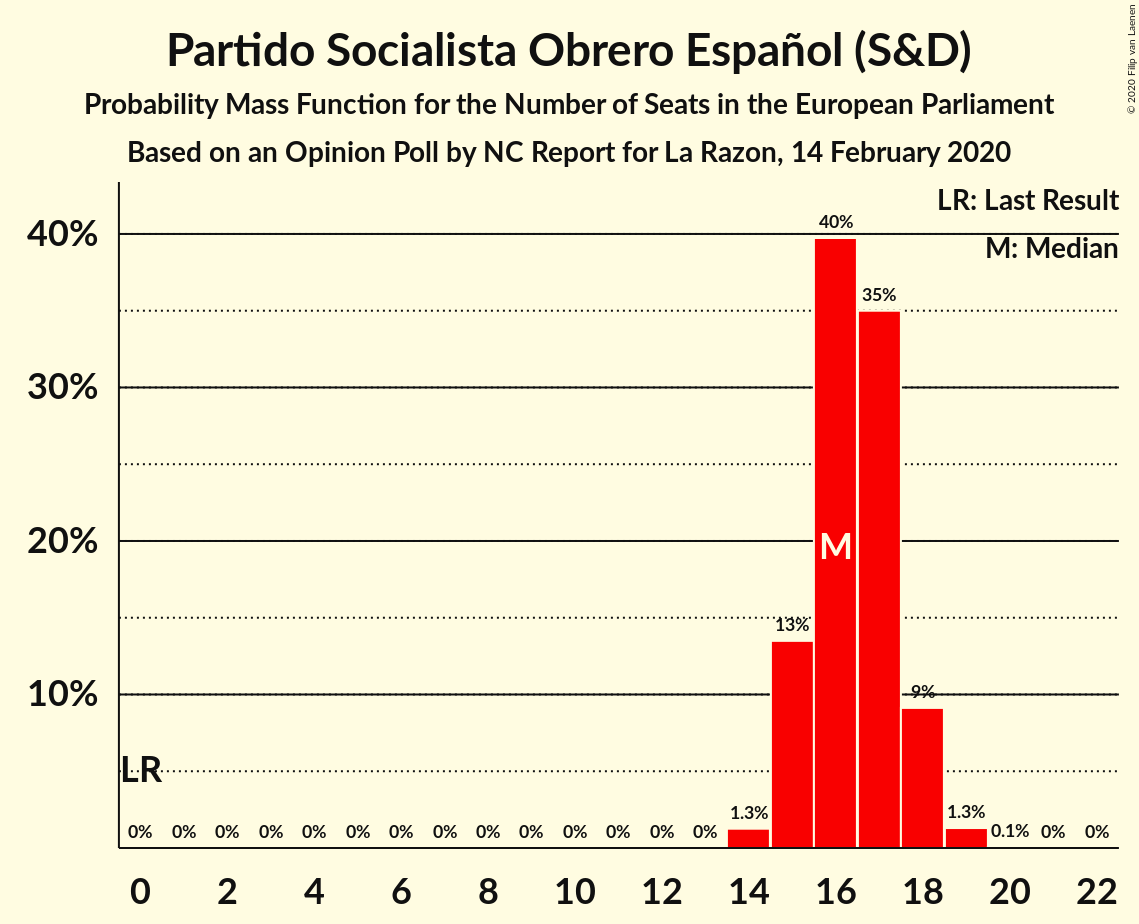 Partido Socialista Obrero Español (S&D)
Probability Mass Function for the Number of Seats in the European Parliament
Based on an Opinion Poll by NC Report for La Razon, 14 February 2020
© 2020 Filip van Laenen
LR: Last Result
M: Median
40%
30%
20%
10%
40%
35%
M
13%
9%
LR
0% 0% 0% 0% 0% 0% 0% 0% 0% 0% 0% 0% 0% 0% 1.3% 1.3% 0.1% 0% 0%
0 2 4 6 8 10 12 14 16 18 20 22